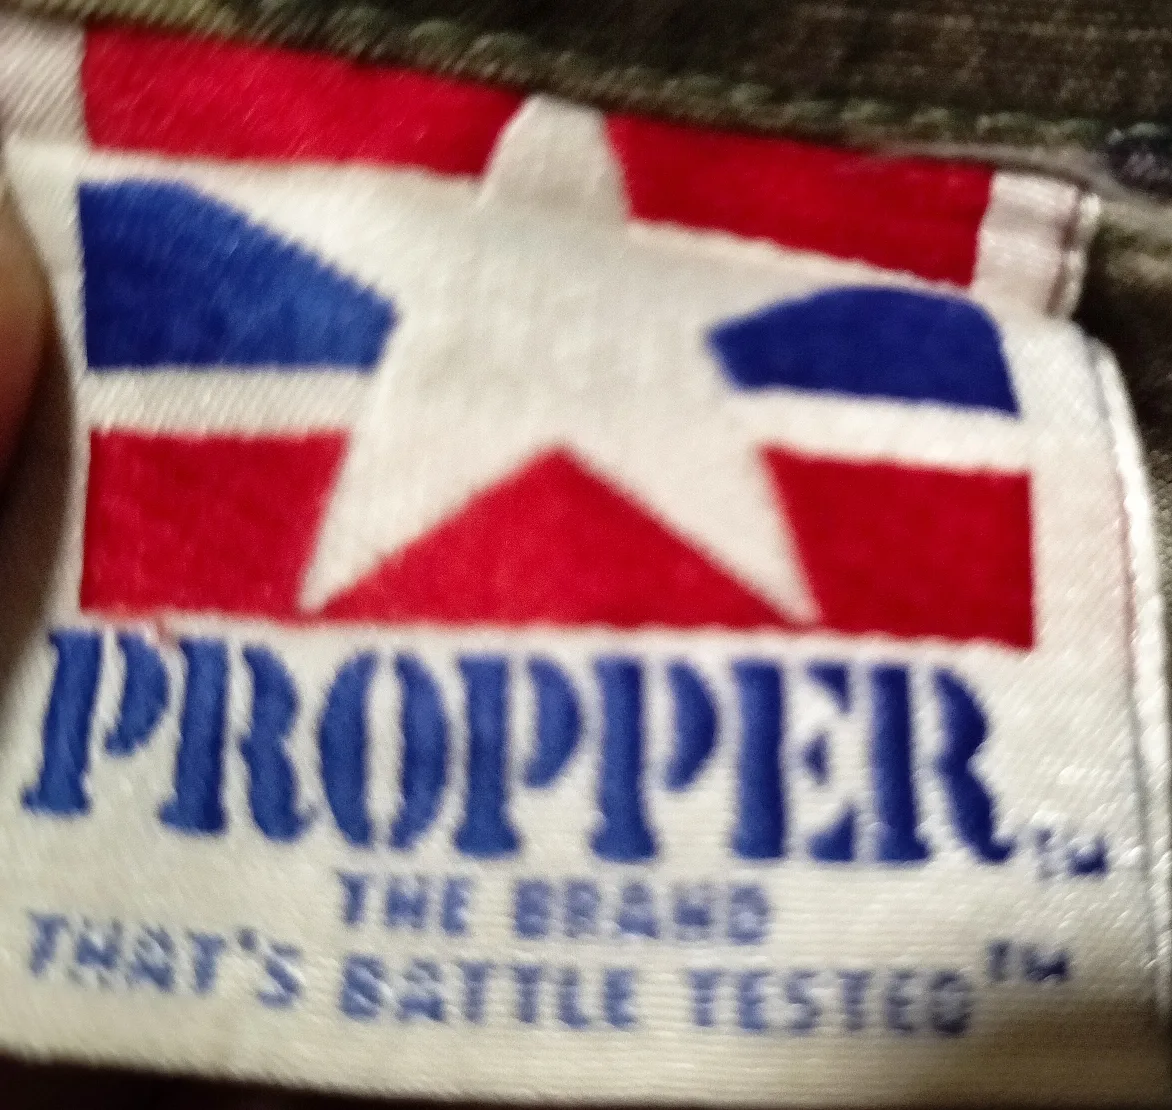 PROPPER™
THE BRAND
THAT'S BATTLE TESTED™